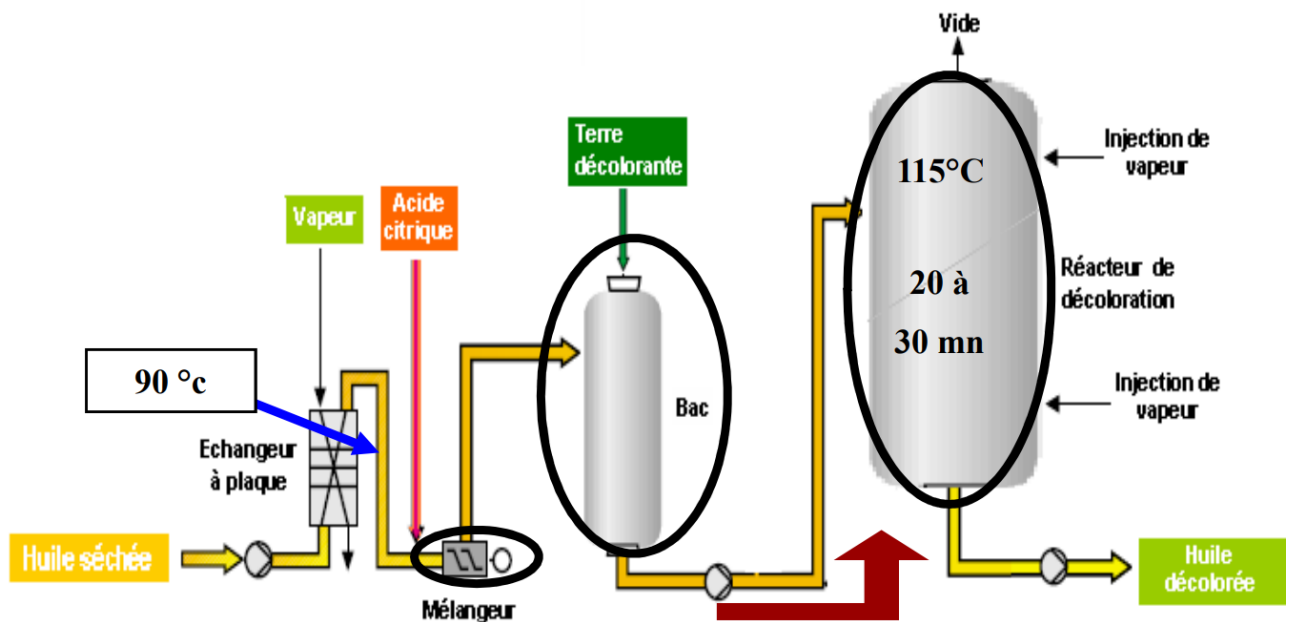 Vide
Terre
décolorante
Injection de
vapeur
115°C
Vapeur
Acide
citrique
Réacteur de
décoloration
20 à
30 mn
90 °c
Bac
Injection de
vapeur
Echangeur
à plaque
Huile séchée
Mélangeur
Huile
décolorée